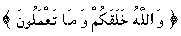 ﴿ وَاللَّهُ خَلَقَكُمْ وَمَا تَعْمَلُونَ ﴾